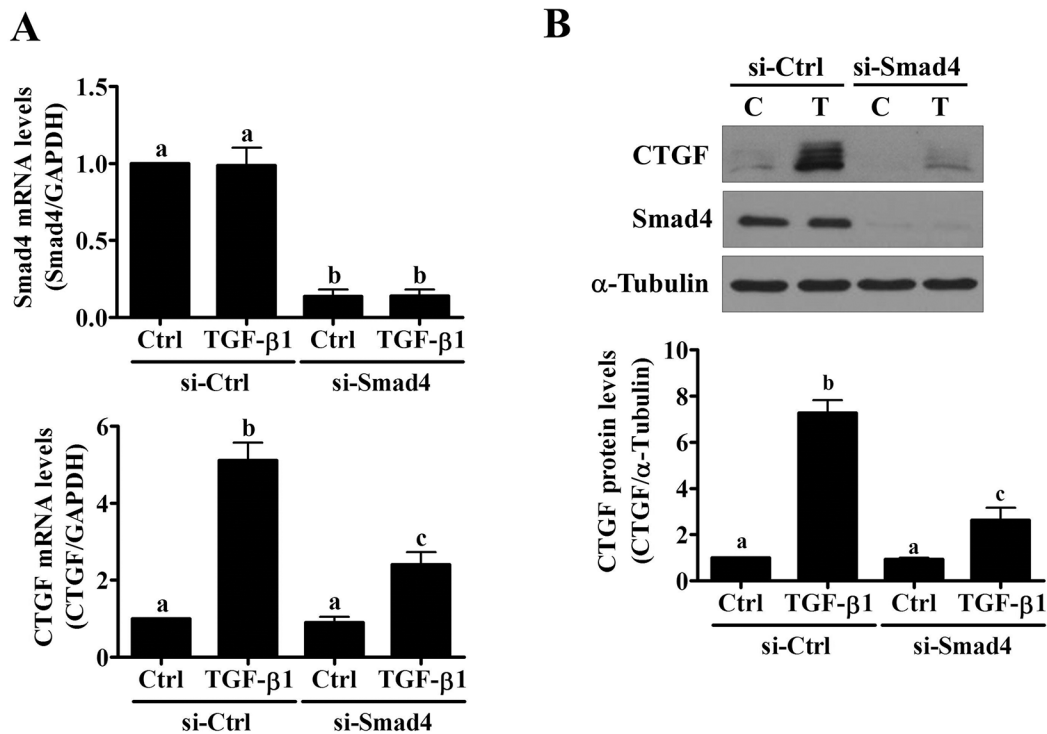 A
Smad4 mRNA levels
(Smad4/GAPDH)
1.5
1.0
0.5
0.0
a
a
b
b
Ctrl
TGF-β1
Ctrl
TGF-β1
si-Ctrl
si-Smad4
CTGF mRNA levels
(CTGF/GAPDH)
6
4
2
0
a
b
a
c
Ctrl
TGF-β1
Ctrl
TGF-β1
si-Ctrl
si-Smad4
B
si-Ctrl
si-Smad4
C
T
C
T
CTGF
Smad4
α-Tubulin
CTGF protein levels
(CTGF/α-Tubulin)
10
8
6
4
2
0
a
b
a
c
Ctrl
TGF-β1
Ctrl
TGF-β1
si-Ctrl
si-Smad4